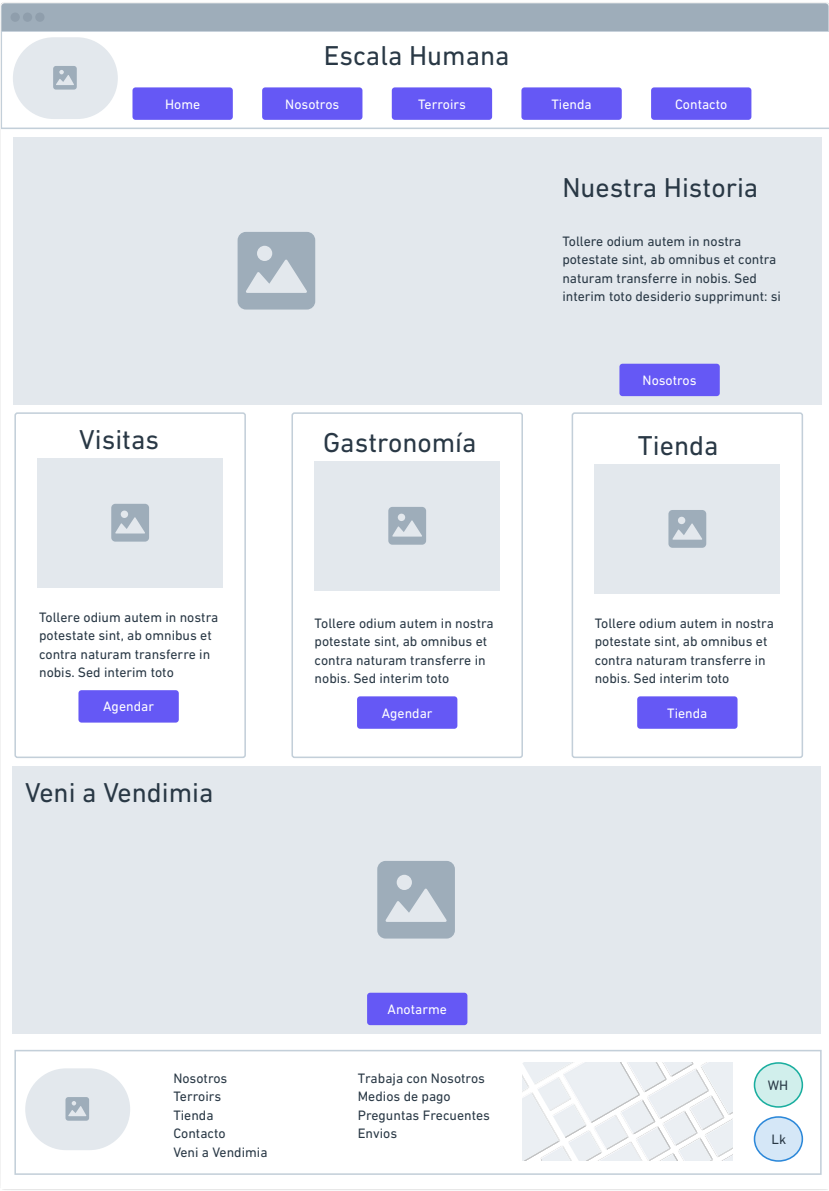 Escala Humana
Home
Nosotros
Terroirs
Tienda
Contacto
Nuestra Historia
Tollere odium autem in nostra
potestate sint, ab omnibus et contra
naturam transferre in nobis. Sed
interim toto desiderio supprimunt: si
Nosotros
Visitas
Tollere odium autem in nostra
potestate sint, ab omnibus et
contra naturam transferre in
nobis. Sed interim toto
Agendar
Gastronomía
Tollere odium autem in nostra
potestate sint, ab omnibus et
contra naturam transferre in
nobis. Sed interim toto
Agendar
Tienda
Tollere odium autem in nostra
potestate sint, ab omnibus et
contra naturam transferre in
nobis. Sed interim toto
Tienda
Veni a Vendimia
Anotarme
Nosotros
Terroirs
Tienda
Contacto
Veni a Vendimia
Trabaja con Nosotros
Medios de pago
Preguntas Frecuentes
Envios
WH
Lk